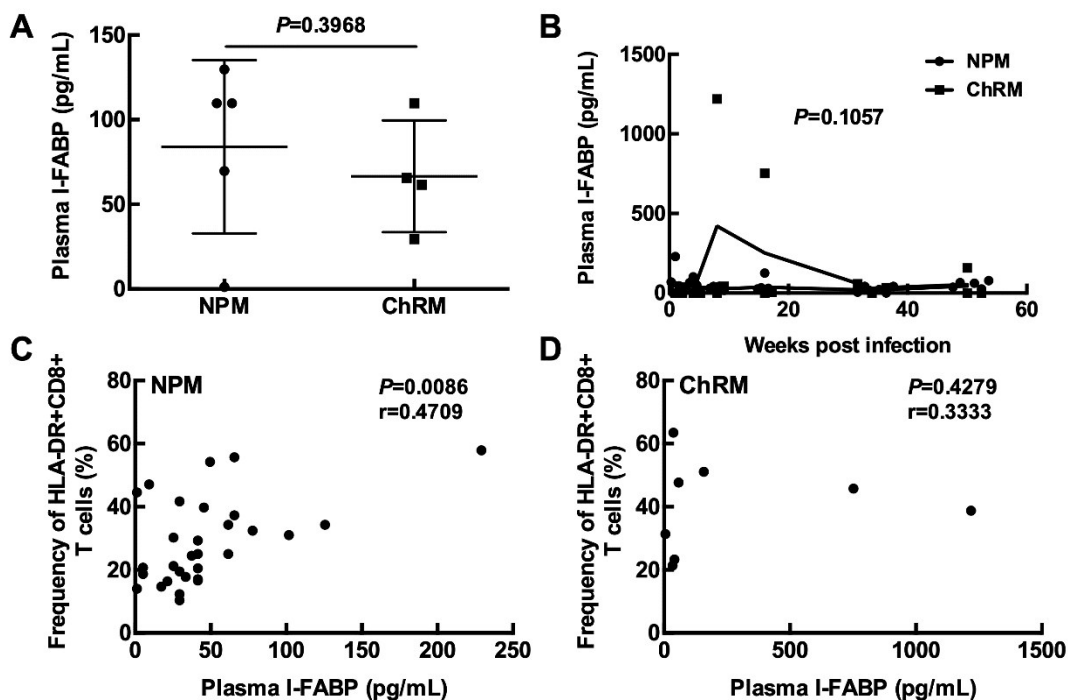 A
P=0.3968
Plasma I-FABP (pg/mL)
150
100
50
0
NPM
ChRM
B
Plasma I-FABP (pg/mL)
1500
1000
500
0
NPM
ChRM
P=0.1057
0
20
40
60
Weeks post infection
C
Frequency of HLA-DR+CD8+
T cells (%)
80
60
40
20
0
NPM
P=0.0086
r=0.4709
0
50
100
150
200
250
Plasma I-FABP (pg/mL)
D
Frequency of HLA-DR+CD8+
T cells (%)
80
60
40
20
0
ChRM
P=0.4279
r=0.3333
0
500
1000
1500
Plasma I-FABP (pg/mL)